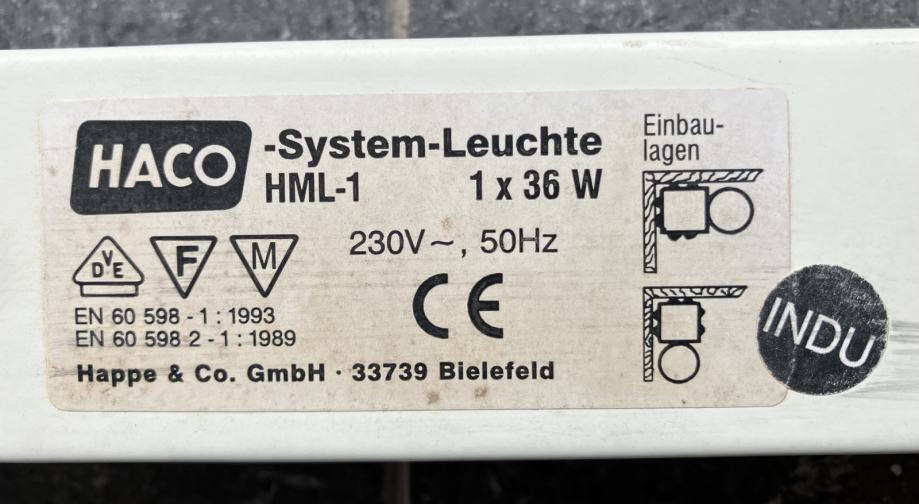 HACO -System-Leuchte
HML-1 1 x 36 W
Einbau-
lagen
230V~, 50Hz
DVE F M
CE
EN 60 598 - 1 : 1993
EN 60 598 2 - 1 : 1989
Happe & Co. GmbH · 33739 Bielefeld
INDU